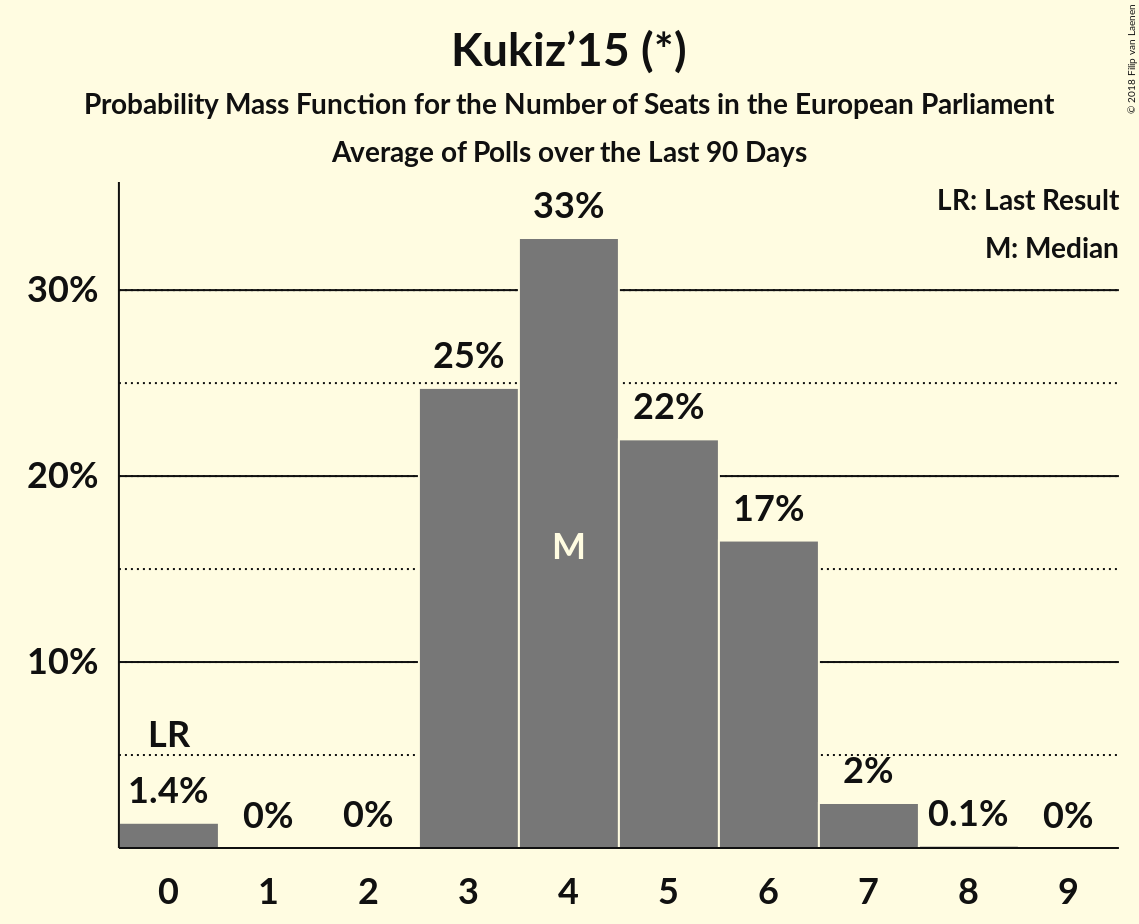 Kukiz’15 (*)
Probability Mass Function for the Number of Seats in the European Parliament
Average of Polls over the Last 90 Days
© 2018 Filip van Laenen
LR: Last Result
M: Median
30%
20%
10%
LR
1.4%
0%
0%
25%
33%
M
22%
17%
2%
0.1%
0%
0 1 2 3 4 5 6 7 8 9